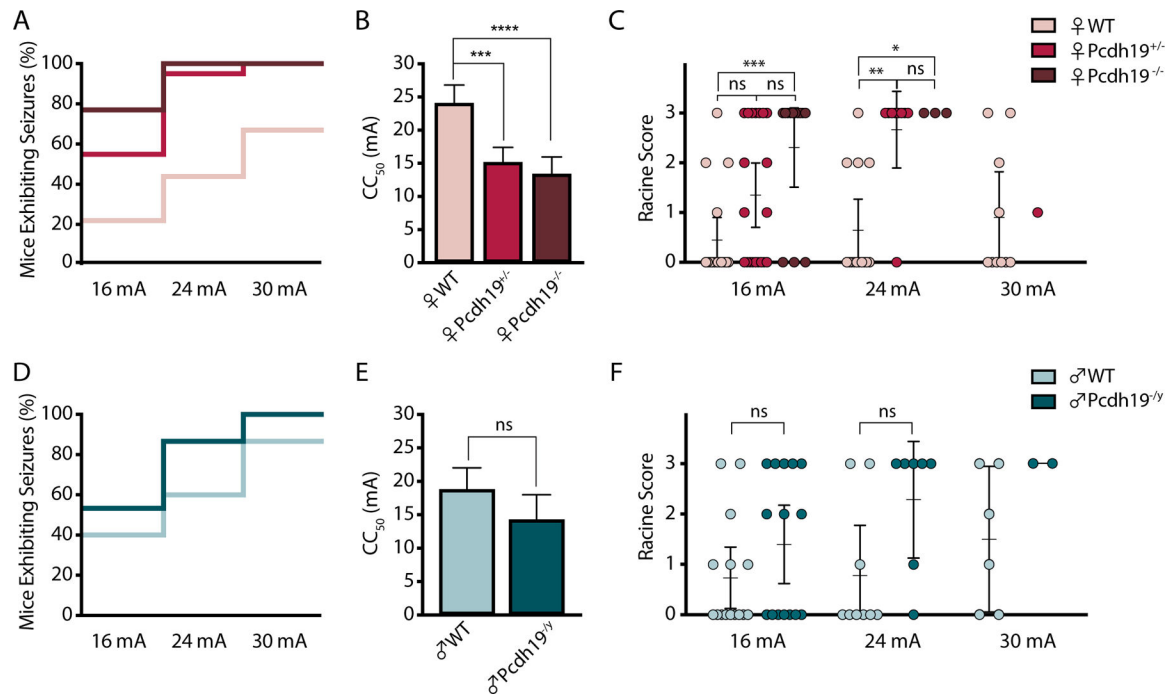 A
Mice Exhibiting Seizures (%)
100
80
60
40
20
0
16 mA
24 mA
30 mA
B
CC50 (mA)
30
25
20
15
10
5
0
***
****
♀WT
♀Pcdh19+/-
♀Pcdh19-/-
C
♀WT
♀Pcdh19+/-
♀Pcdh19-/-
Racine Score
4
3
2
1
0
***
ns
ns
*
**
ns
16 mA
24 mA
30 mA
D
Mice Exhibiting Seizures (%)
100
80
60
40
20
0
16 mA
24 mA
30 mA
E
CC50 (mA)
30
25
20
15
10
5
0
ns
♂WT
♂Pcdh19-/y
F
♂WT
♂Pcdh19-/y
Racine Score
4
3
2
1
0
ns
ns
16 mA
24 mA
30 mA